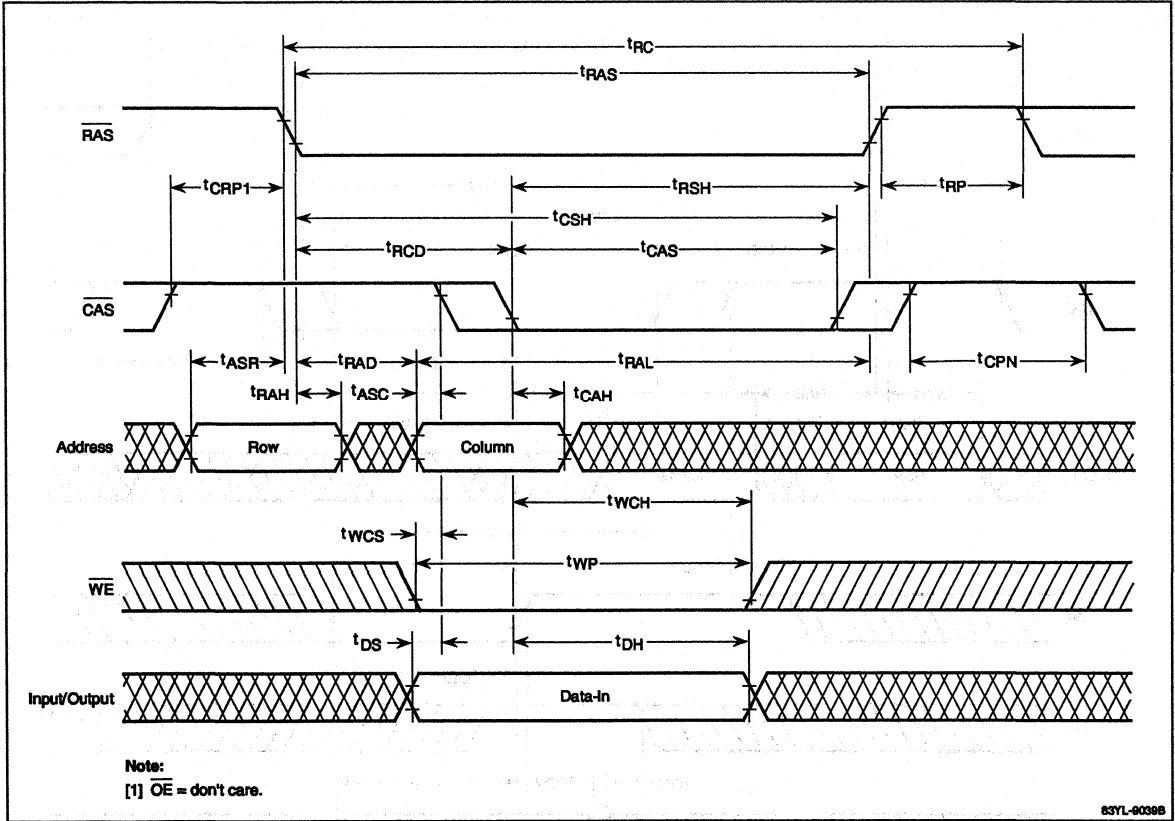 tRC
tRAS
RAS
tCRP1
tRSH
tRP
tCSH
tRCD
tCAS
CAS
tASR
tRAD
tRAL
tCPN
tRAH
tASC
tCAH
Address
Row
Column
tWCH
tWCS
tWP
WE
tDS
tDH
Input/Output
Data-In
Note:
[1] OE = don't care.
83YL-9039B